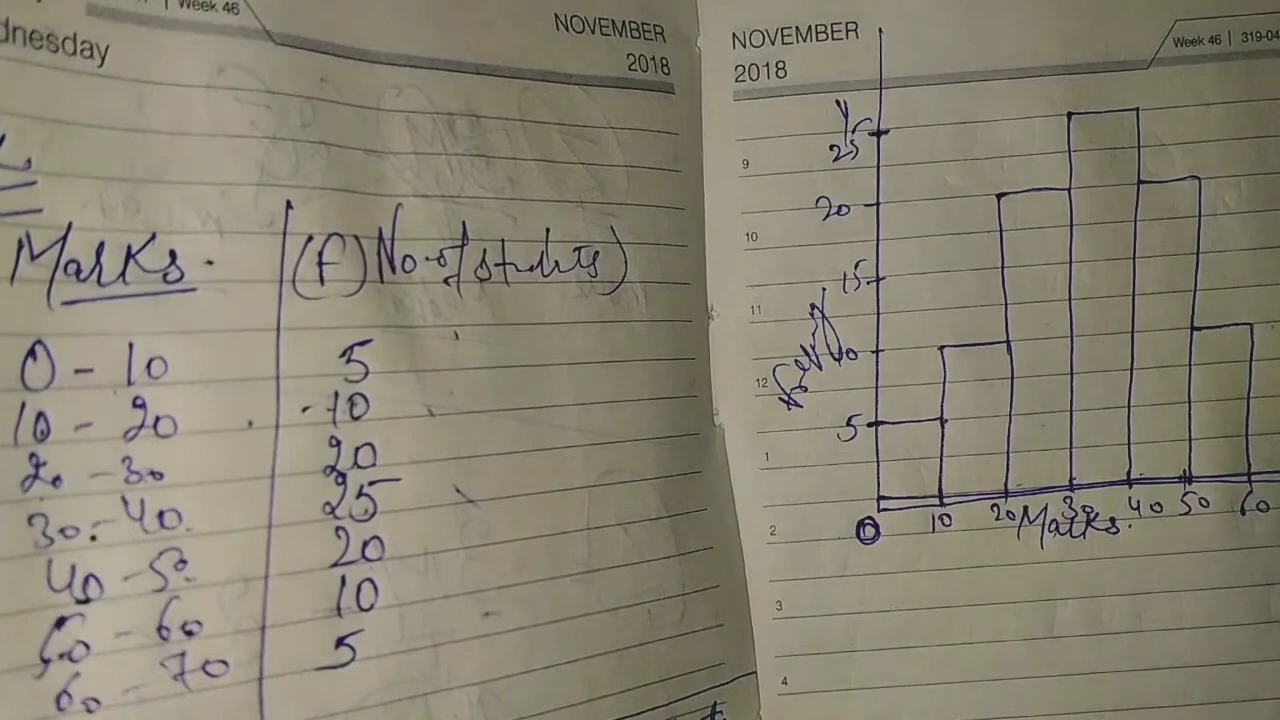 Week 46
NOVEMBER
2018
Marks. (f) No of students)
0 - 10 5
10 - 20 10
20 - 30 20
30 - 40 25
40 - 50 20
50 - 60 10
60 - 70 5
NOVEMBER
2018
Week 46 | 319-04
Y
25
20
15
10
5
0 10 20 30 40 50 60
Marks.
9
10
11
12
1
2
3
4